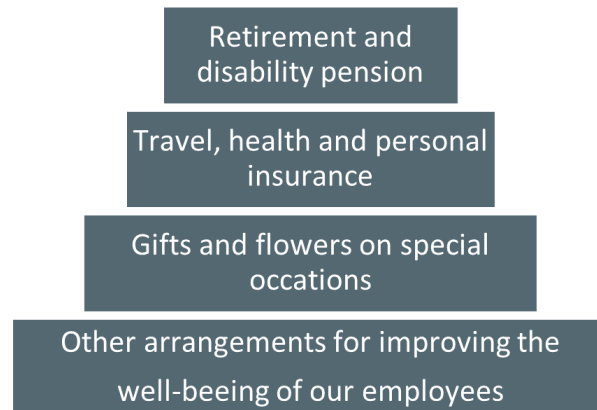 Retirement and
disability pension
Travel, health and personal
insurance
Gifts and flowers on special
occations
Other arrangements for improving the
well-beeing of our employees